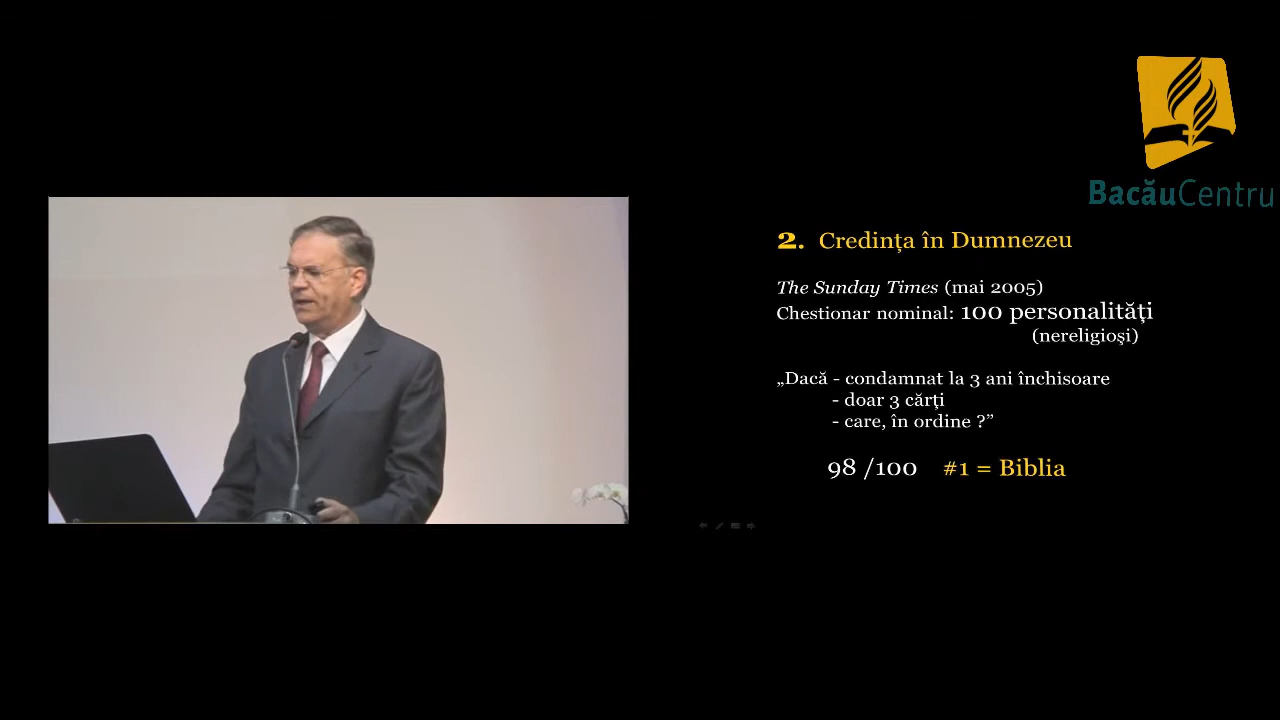 BacăuCentru
2. Credința în Dumnezeu
The Sunday Times (mai 2005)
Chestionar nominal: 100 personalităţi
(nereligioşi)
„Dacă - condamnat la 3 ani închisoare
- doar 3 cărţi
- care, în ordine ?”
98 /100 #1 = Biblia